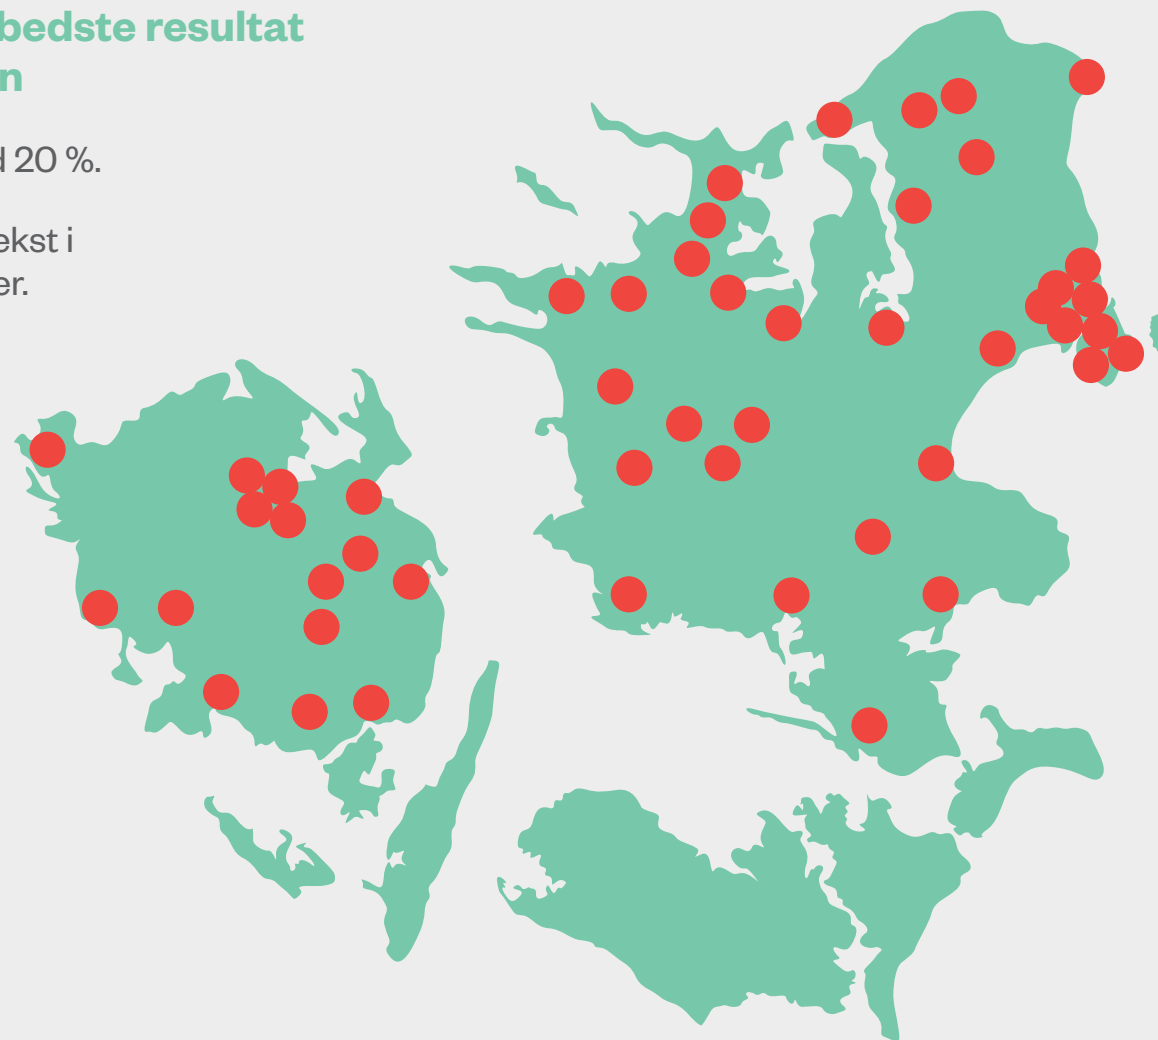 bedste resultat
n
d 20 %.
ekst i
er.